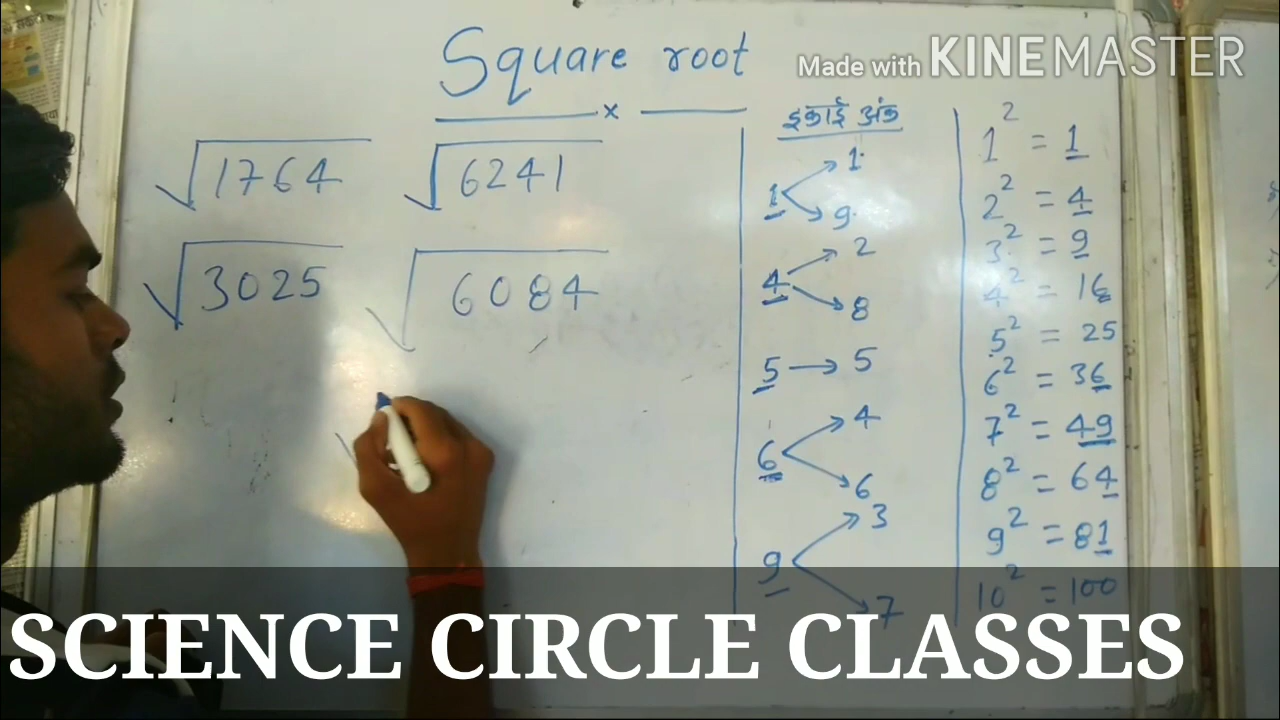 Square root
Made with KINEMASTER
√1764 √6241
√3025 √6084
इकाई अंक
1 → 1
→ 9
4 → 2
→ 8
5 → 5
6 → 4
→ 6
9 → 3
→ 7
1² = 1
2² = 4
3² = 9
4² = 16
5² = 25
6² = 36
7² = 49
8² = 64
9² = 81
10² = 100
SCIENCE CIRCLE CLASSES